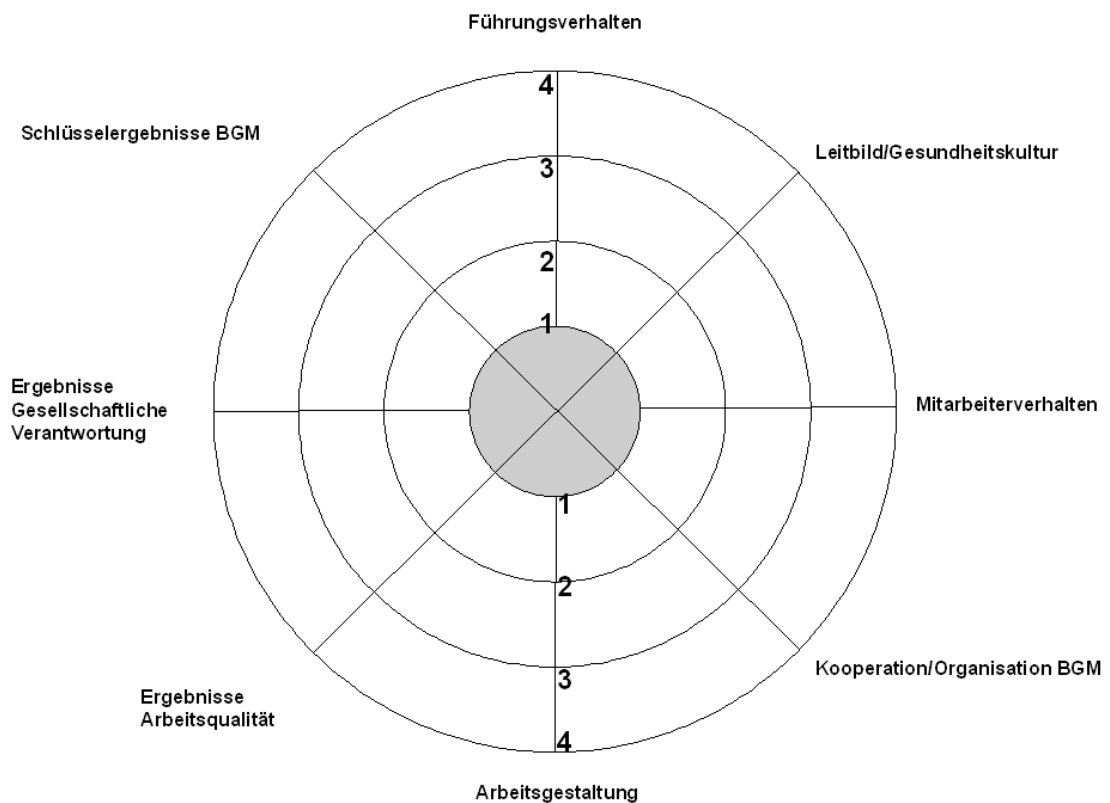 Führungsverhalten
4
Schlüsselergebnisse BGM
Leitbild/Gesundheitskultur
3
2
1
Ergebnisse
Gesellschaftliche
Verantwortung
Mitarbeiterverhalten
1
2
Kooperation/Organisation BGM
3
Ergebnisse
Arbeitsqualität
4
Arbeitsgestaltung